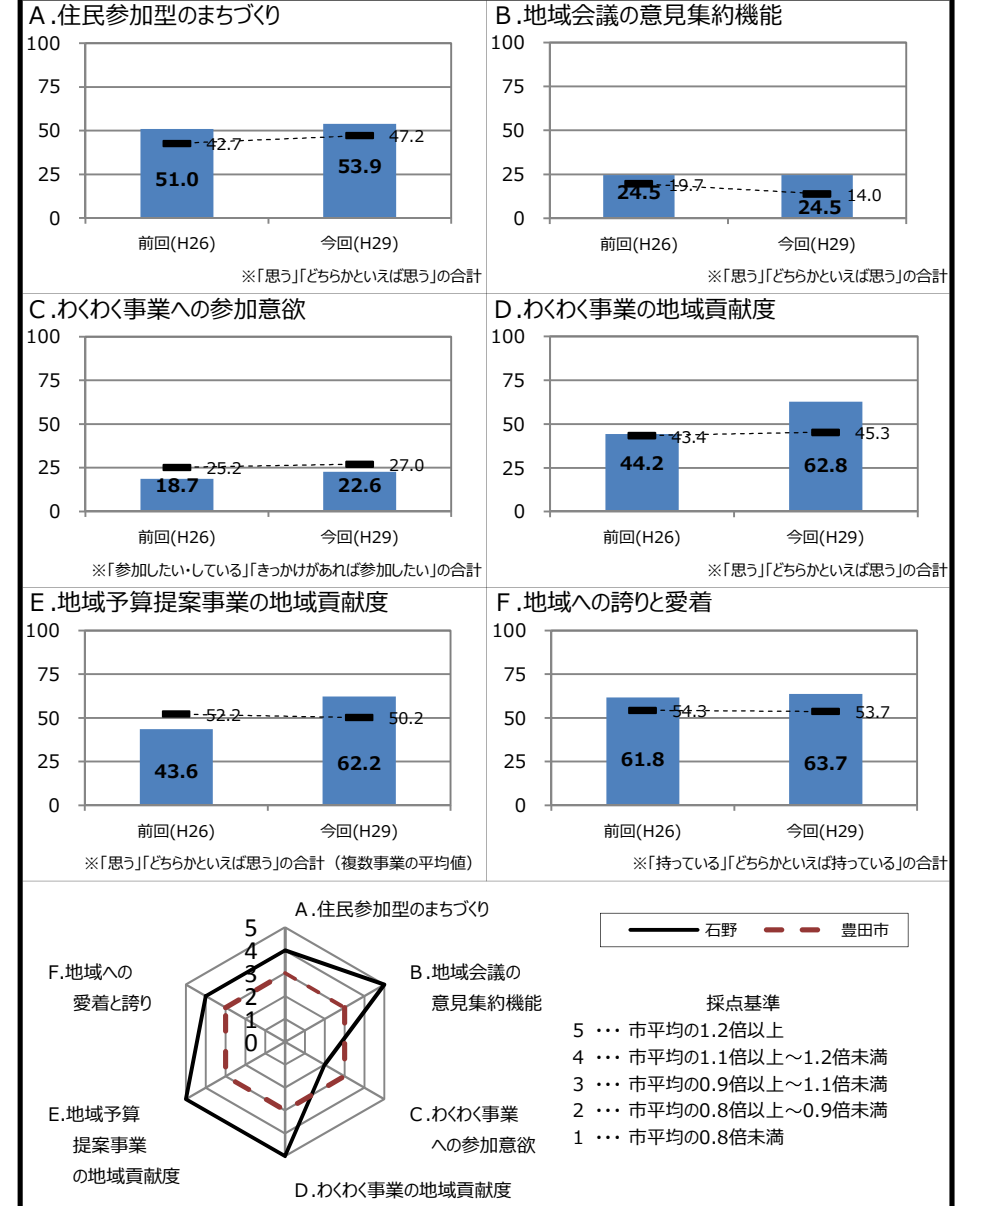 A.住民参加型のまちづくり
100
75
50
25
0
42.7
47.2
51.0
53.9
前回(H26)
今回(H29)
※「思う」「どちらかといえば思う」の合計
B.地域会議の意見集約機能
100
75
50
25
0
19.7
14.0
24.5
24.5
前回(H26)
今回(H29)
※「思う」「どちらかといえば思う」の合計
C.わくわく事業への参加意欲
100
75
50
25
0
25.2
27.0
18.7
22.6
前回(H26)
今回(H29)
※「参加したい・している」「きっかけがあれば参加したい」の合計
D.わくわく事業の地域貢献度
100
75
50
25
0
43.4
45.3
44.2
62.8
前回(H26)
今回(H29)
※「思う」「どちらかといえば思う」の合計
E.地域予算提案事業の地域貢献度
100
75
50
25
0
52.2
50.2
43.6
62.2
前回(H26)
今回(H29)
※「思う」「どちらかといえば思う」の合計（複数事業の平均値）
F.地域への誇りと愛着
100
75
50
25
0
54.3
53.7
61.8
63.7
前回(H26)
今回(H29)
※「持っている」「どちらかといえば持っている」の合計
A.住民参加型のまちづくり
5
4
3
2
1
0
B.地域会議の
意見集約機能
C.わくわく事業
への参加意欲
D.わくわく事業の地域貢献度
E.地域予算
提案事業
の地域貢献度
F.地域への
愛着と誇り
石野
豊田市
採点基準
5 ･･･ 市平均の1.2倍以上
4 ･･･ 市平均の1.1倍以上～1.2倍未満
3 ･･･ 市平均の0.9倍以上～1.1倍未満
2 ･･･ 市平均の0.8倍以上～0.9倍未満
1 ･･･ 市平均の0.8倍未満